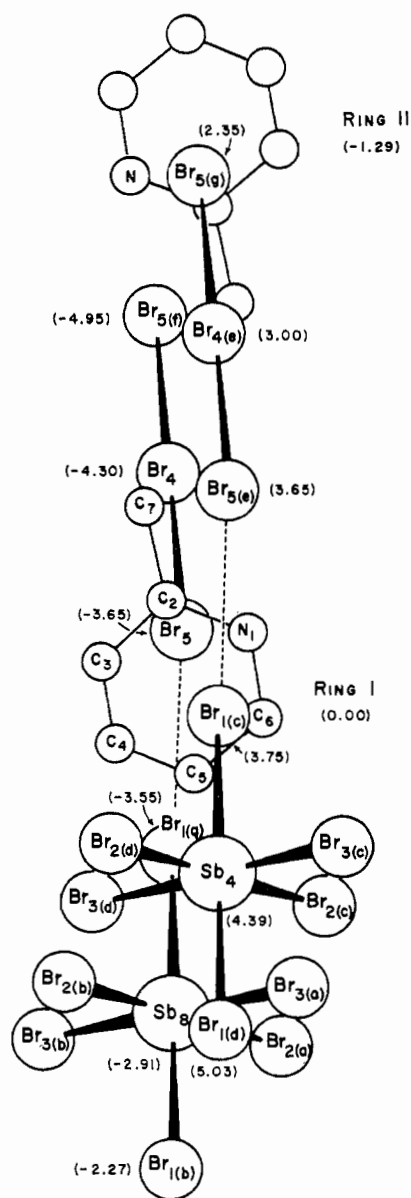 RING II
(-1.29)
(2.35)
N
Br5(g)
(-4.95)
Br5(f)
Br4(e)
(3.00)
(-4.30)
Br4
Br5(e)
(3.65)
C7
C2
(-3.65)
Br5
N1
C3
RING I
(0.00)
Br1(c)
C6
C4
C5
(3.75)
(-3.55)
Br1(a)
Br2(d)
Br3(c)
Sb4
Br3(d)
Br2(c)
(4.39)
Br2(b)
Br3(a)
Sb8
Br1(d)
Br3(b)
Br2(a)
(-2.91)
(5.03)
(-2.27)
Br1(b)